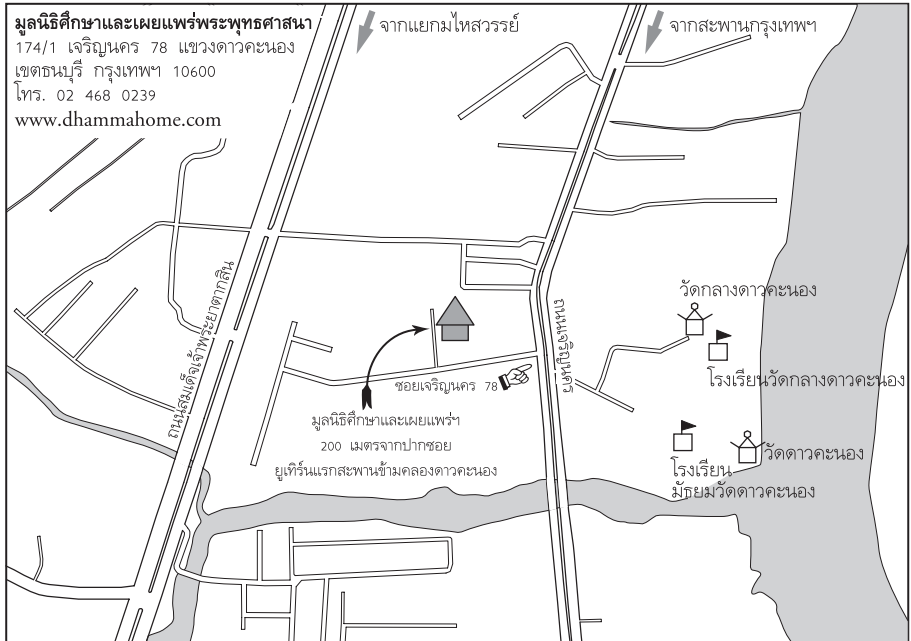 มูลนิธิศึกษาและเผยแพร่พระพุทธศาสนา
174/1 เจริญนคร 78 แขวงดาวคะนอง
เขตธนบุรี กรุงเทพฯ 10600
โทร. 02 468 0239
www.dhammahome.com
จากแยกมไหสวรรย์
จากสะพานกรุงเทพฯ
ถนนสมเด็จเจ้าพระยาตากสิน
ถนนเจริญนคร
วัดกลางดาวคะนอง
โรงเรียนวัดกลางดาวคะนอง
ซอยเจริญนคร 78
มูลนิธิศึกษาและเผยแพร่ฯ
200 เมตรจากปากซอย
ยูเทิร์นแรกสะพานข้ามคลองดาวคะนอง
วัดดาวคะนอง
โรงเรียน
มัธยมวัดดาวคะนอง